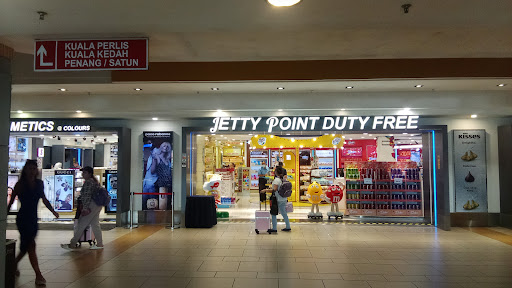 KUALA PERLIS
KUALA KEDAH
PENANG / SATUN
METICS @ COLOURS
JETTY POINT DUTY FREE
KISSES